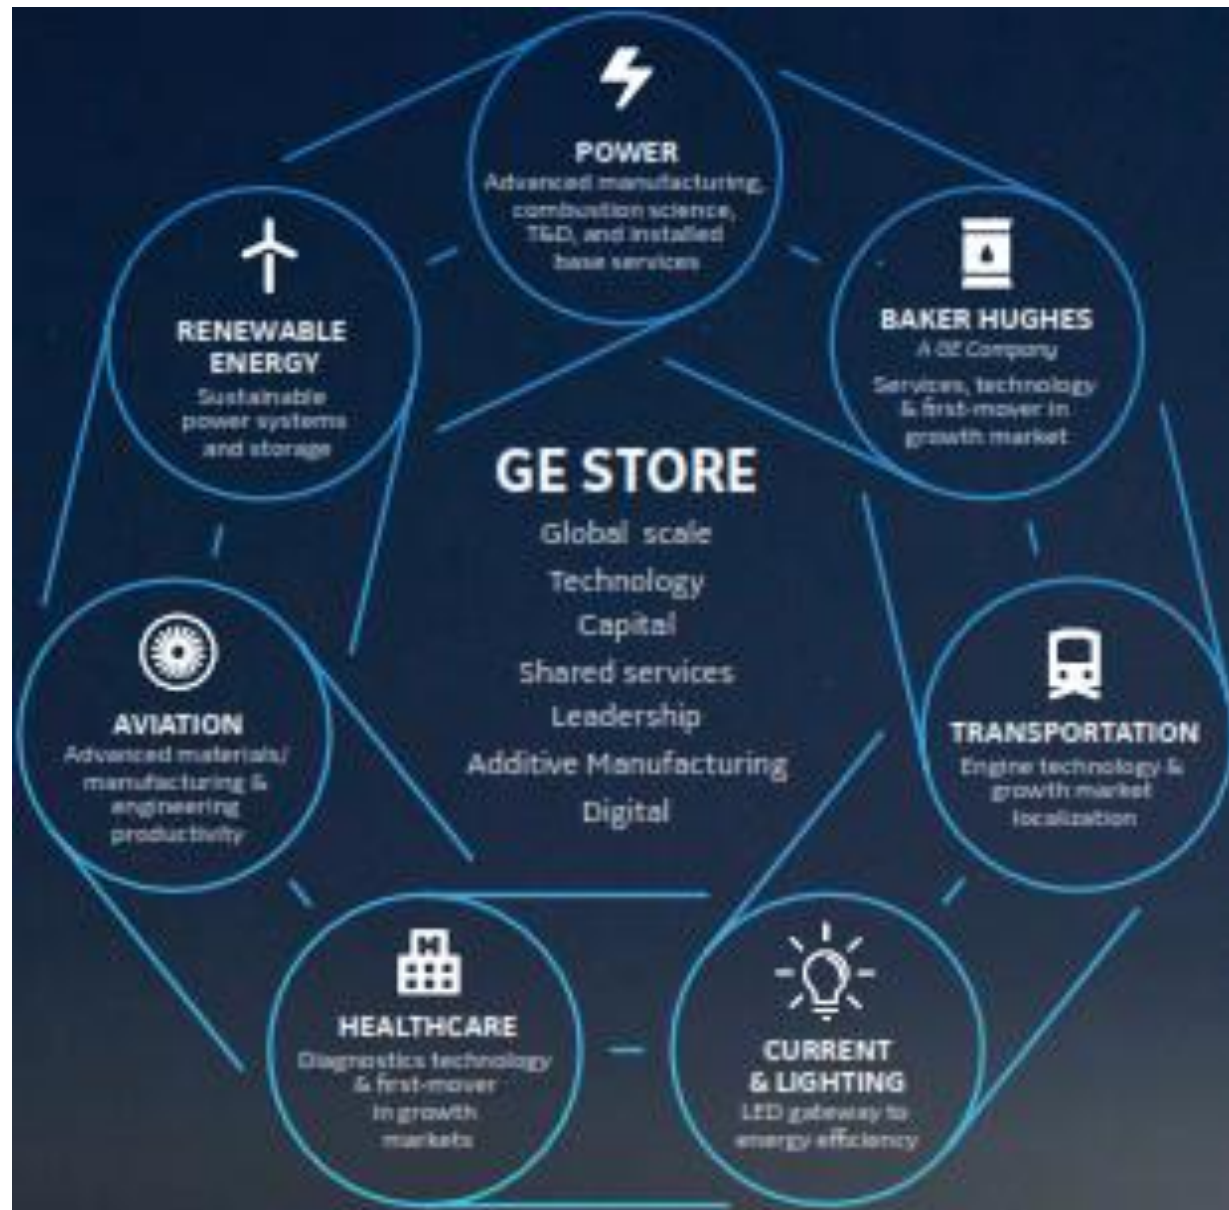 POWER
Advanced manufacturing,
combustion science,
T&D, and installed
base services
RENEWABLE
ENERGY
Sustainable
power systems
and storage
BAKER HUGHES
A GE Company
Services, technology
& first-mover in
growth market
GE STORE
Global scale
Technology
Capital
Shared services
Leadership
Additive Manufacturing
Digital
AVIATION
Advanced materials/
manufacturing &
engineering
productivity
TRANSPORTATION
Engine technology &
growth market
localization
H
HEALTHCARE
Diagnostics technology
& first-mover
in growth
markets
CURRENT
& LIGHTING
LED gateway to
energy efficiency